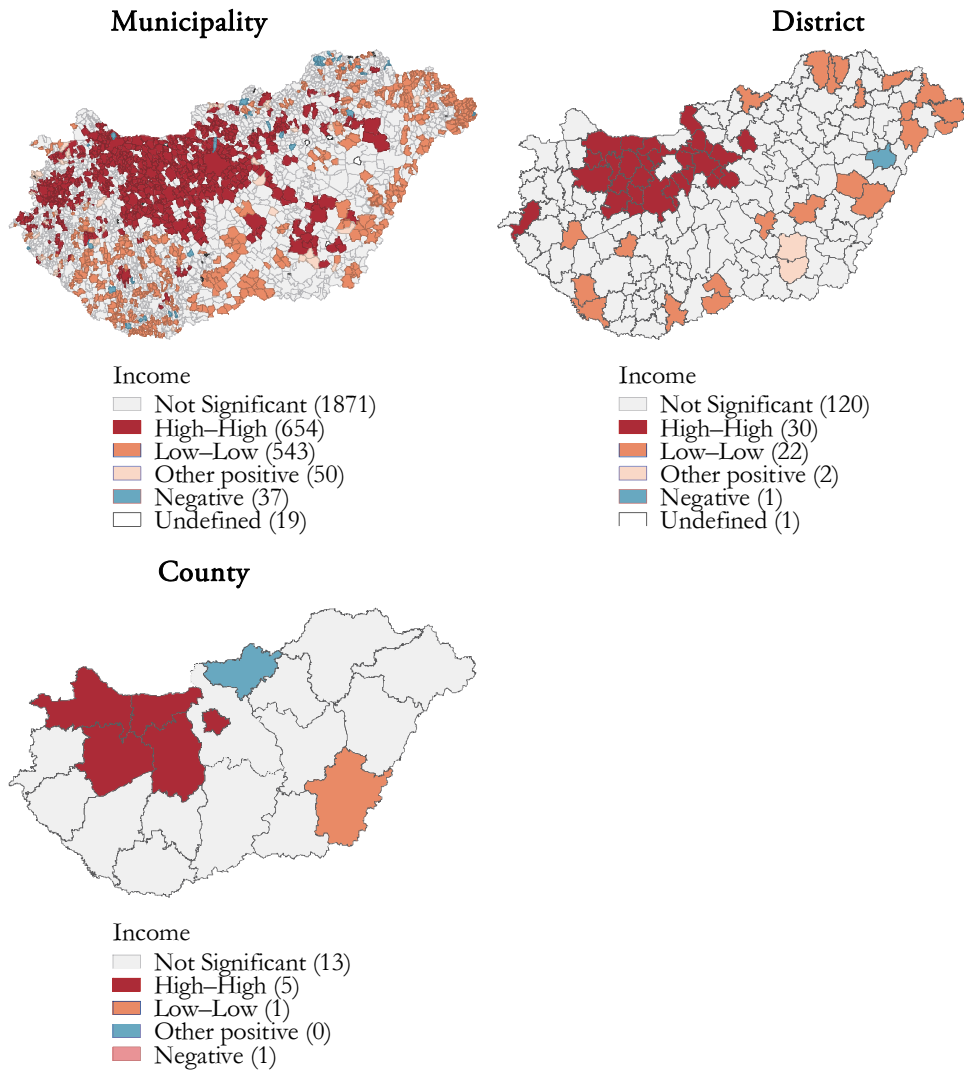 Municipality
Income
Not Significant (1871)
High–High (654)
Low–Low (543)
Other positive (50)
Negative (37)
Undefined (19)
District
Income
Not Significant (120)
High–High (30)
Low–Low (22)
Other positive (2)
Negative (1)
Undefined (1)
County
Income
Not Significant (13)
High–High (5)
Low–Low (1)
Other positive (0)
Negative (1)